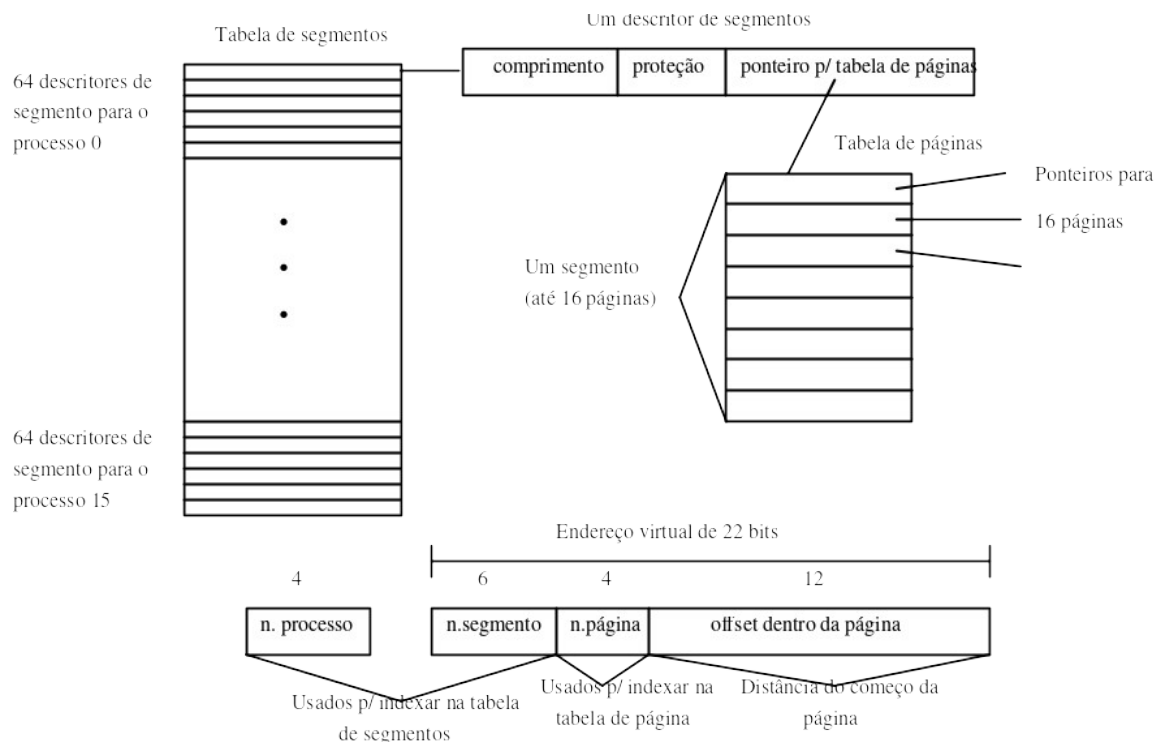 Um descritor de segmentos
Tabela de segmentos
comprimento
proteção
ponteiro p/ tabela de páginas
64 descritores de
segmento para o
processo 0
Tabela de páginas
Ponteiros para
16 páginas
Um segmento
(até 16 páginas)
64 descritores de
segmento para o
processo 15
Endereço virtual de 22 bits
4
6
4
12
n. processo
n.segmento
n.página
offset dentro da página
Usados p/ indexar na tabela
de segmentos
Usados p/ indexar na
tabela de página
Distância do começo da
página